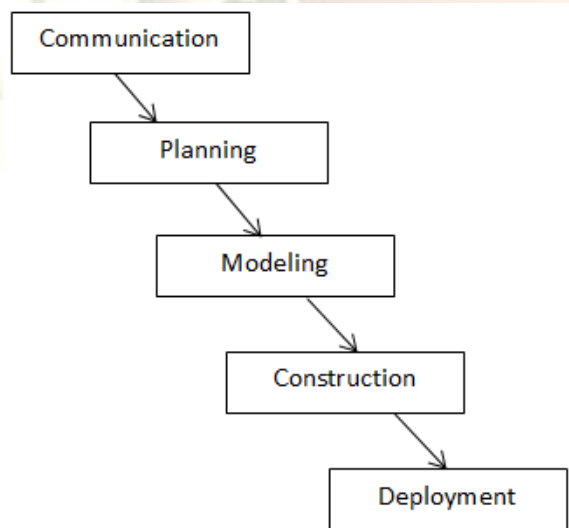 Communication
Planning
Modeling
Construction
Deployment